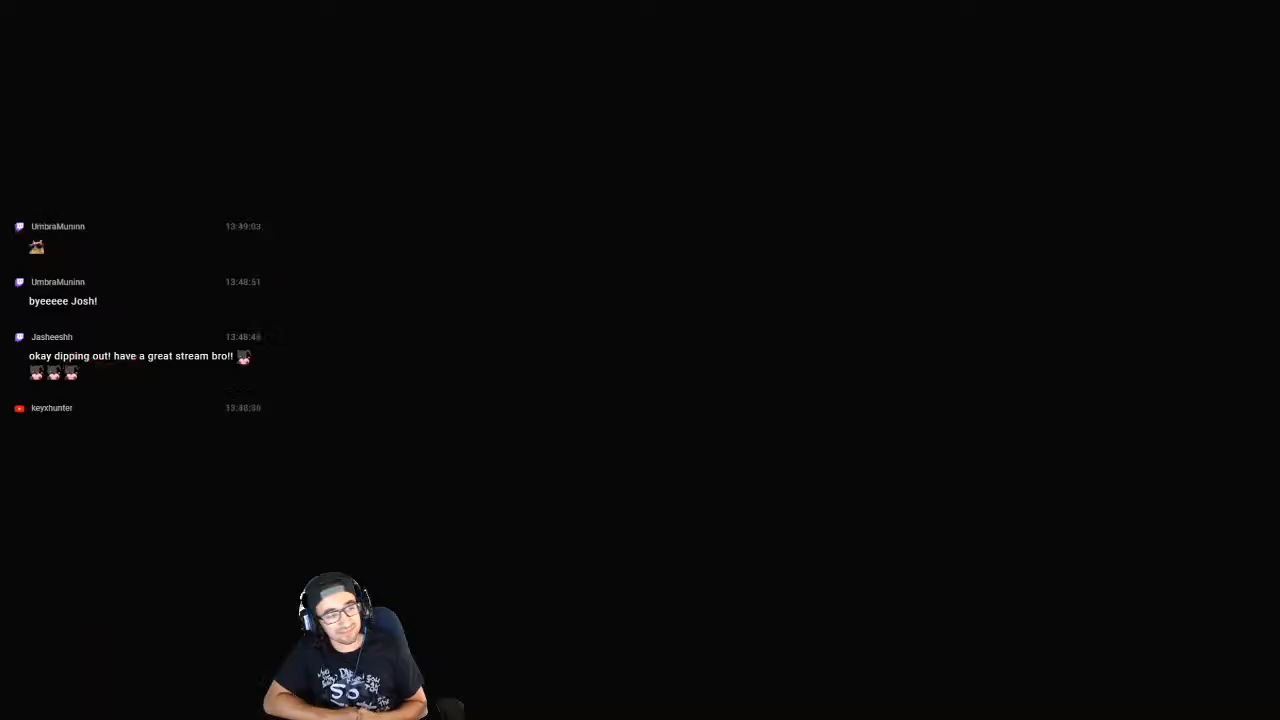 UmbraMuninn 13:49:03
UmbraMuninn 13:48:51
byeeeee Josh!
Jasheeshh
okay dipping out! have a great stream bro!!
keyxhunter